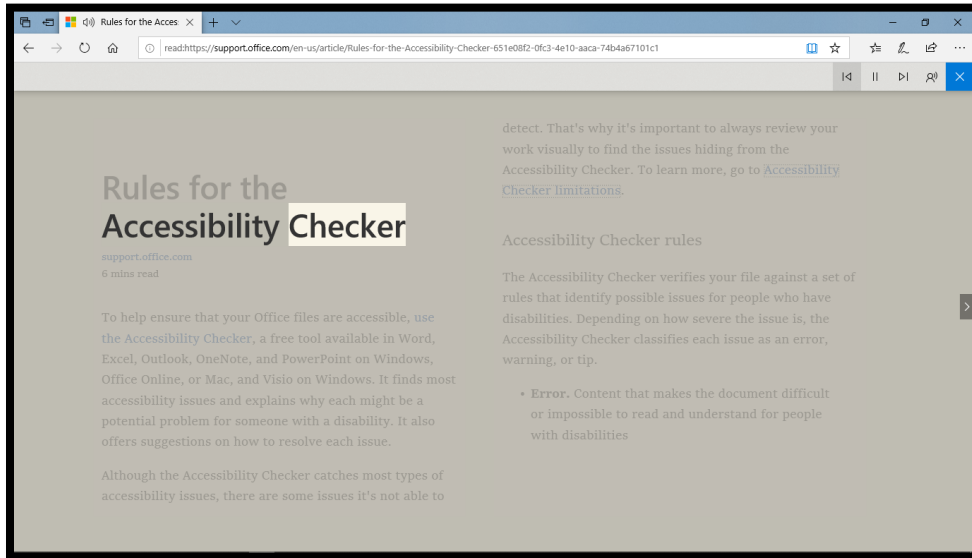 Rules for the Acces
read:https://support.office.com/en-us/article/Rules-for-the-Accessibility-Checker-651e08f2-0fc3-4e10-aaca-74b4a67101c1
Rules for the
Accessibility Checker
support.office.com
6 mins read
To help ensure that your Office files are accessible, use
the Accessibility Checker, a free tool available in Word,
Excel, Outlook, OneNote, and PowerPoint on Windows,
Office Online, or Mac, and Visio on Windows. It finds most
accessibility issues and explains why each might be a
potential problem for someone with a disability. It also
offers suggestions on how to resolve each issue.
Although the Accessibility Checker catches most types of
accessibility issues, there are some issues it's not able to
detect. That's why it's important to always review your
work visually to find the issues hiding from the
Accessibility Checker. To learn more, go to Accessibility
Checker limitations.
Accessibility Checker rules
The Accessibility Checker verifies your file against a set of
rules that identify possible issues for people who have
disabilities. Depending on how severe the issue is, the
Accessibility Checker classifies each issue as an error,
warning, or tip.
• Error. Content that makes the document difficult
or impossible to read and understand for people
with disabilities